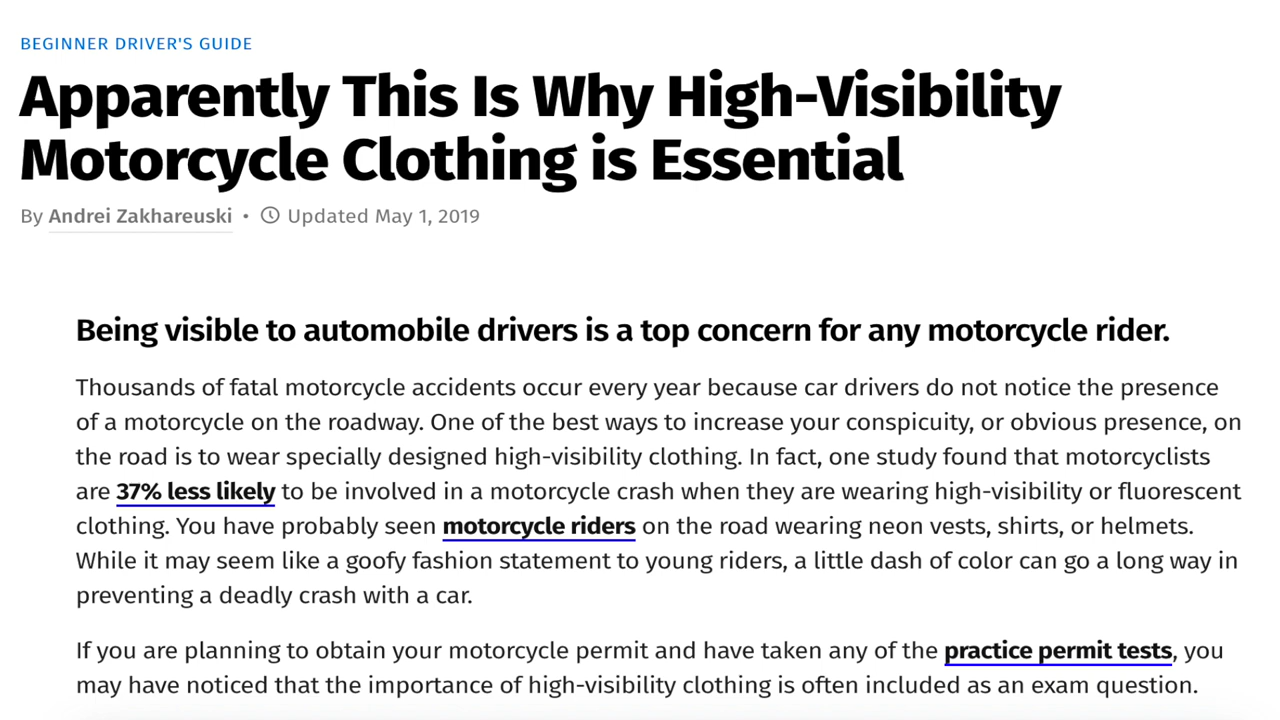 BEGINNER DRIVER'S GUIDE
Apparently This Is Why High-Visibility
Motorcycle Clothing is Essential
By Andrei Zakhareuski • Updated May 1, 2019
Being visible to automobile drivers is a top concern for any motorcycle rider.
Thousands of fatal motorcycle accidents occur every year because car drivers do not notice the presence
of a motorcycle on the roadway. One of the best ways to increase your conspicuity, or obvious presence, on
the road is to wear specially designed high-visibility clothing. In fact, one study found that motorcyclists
are 37% less likely to be involved in a motorcycle crash when they are wearing high-visibility or fluorescent
clothing. You have probably seen motorcycle riders on the road wearing neon vests, shirts, or helmets.
While it may seem like a goofy fashion statement to young riders, a little dash of color can go a long way in
preventing a deadly crash with a car.
If you are planning to obtain your motorcycle permit and have taken any of the practice permit tests, you
may have noticed that the importance of high-visibility clothing is often included as an exam question.